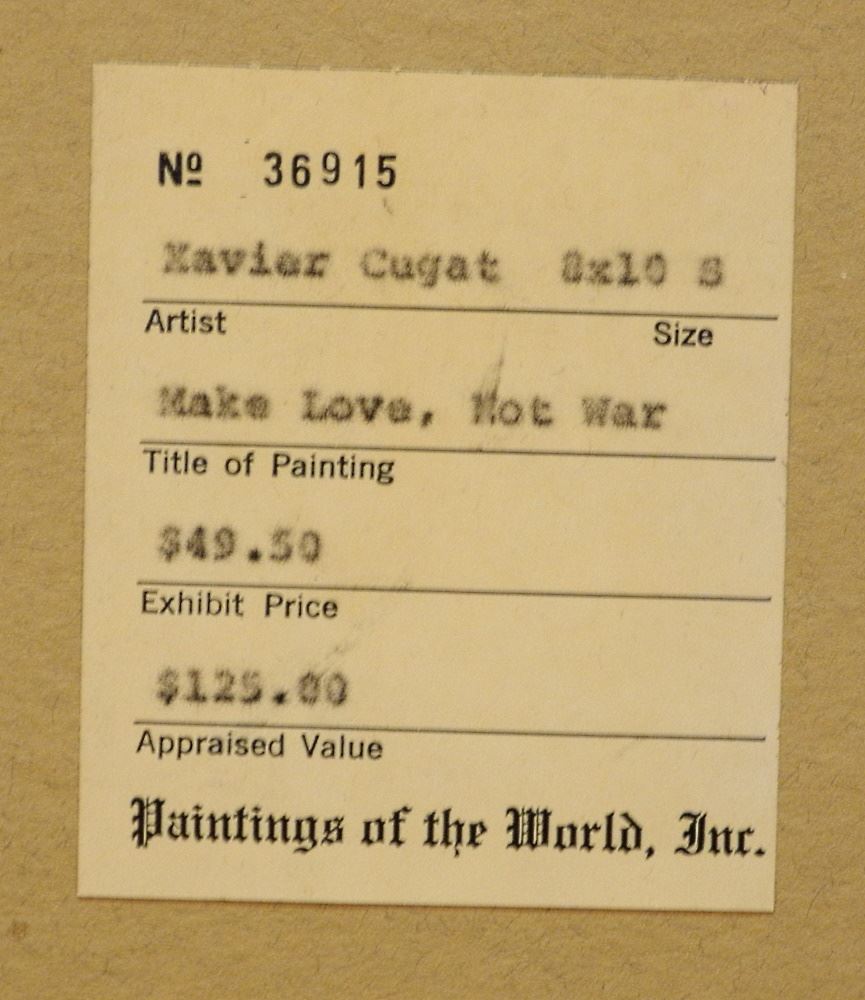 Nº 36915
Xavier Cugat 8x10 S
Artist Size
Make Love, Not War
Title of Painting
$49.50
Exhibit Price
$125.00
Appraised Value
Paintings of the World, Inc.